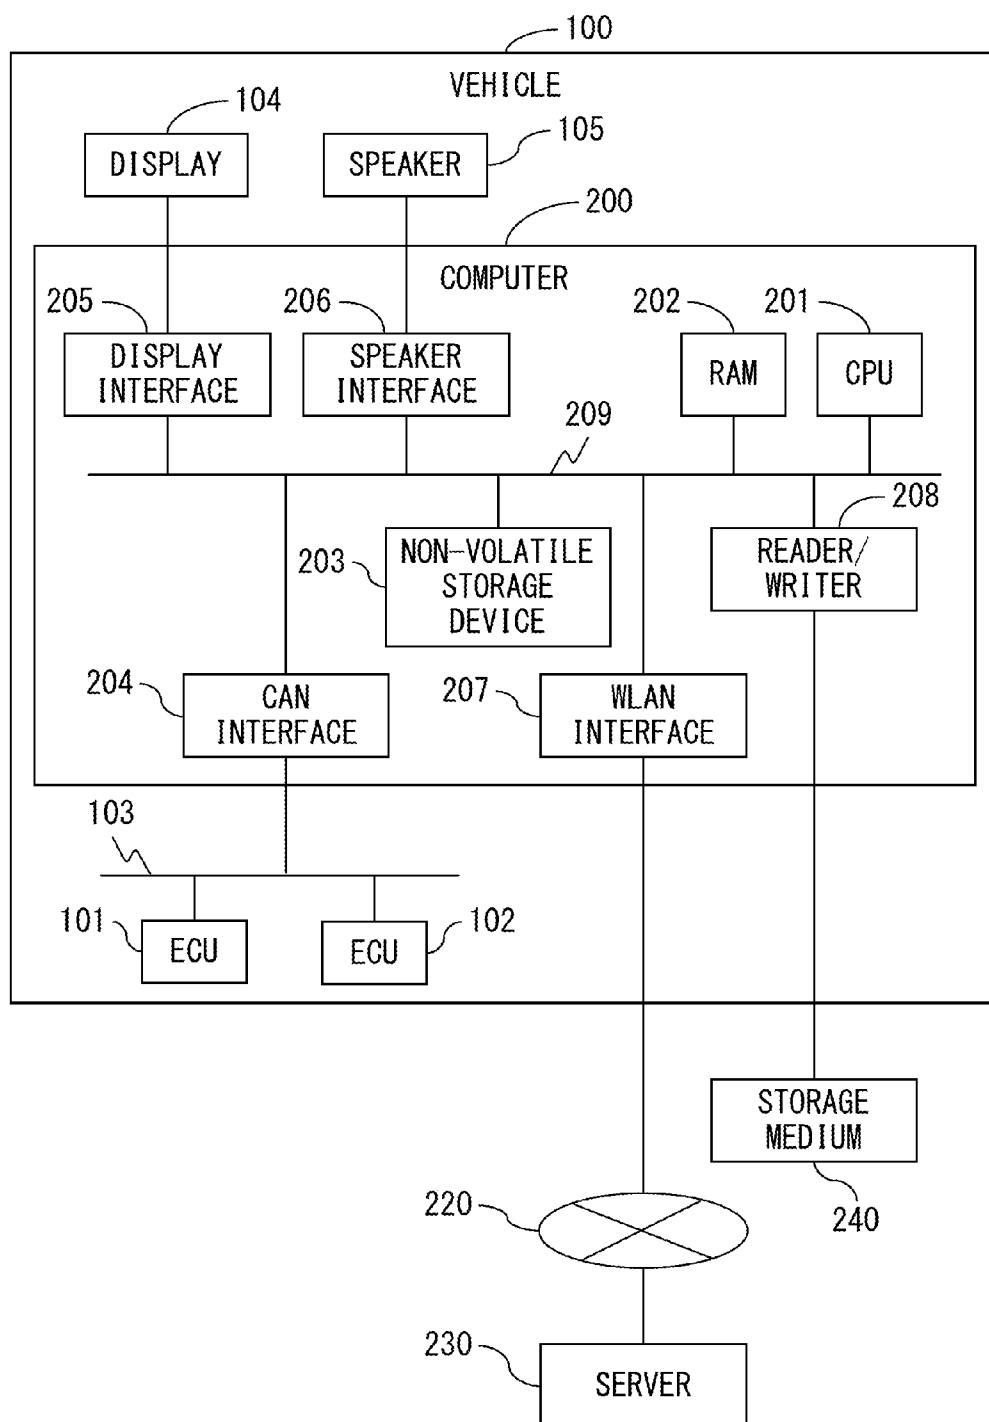 100
VEHICLE
104
105
DISPLAY
SPEAKER
200
COMPUTER
205
206
202
201
DISPLAY
INTERFACE
SPEAKER
INTERFACE
RAM
CPU
209
208
203
NON-VOLATILE
STORAGE
DEVICE
READER/
WRITER
204
CAN
INTERFACE
207
WLAN
INTERFACE
103
101
ECU
102
ECU
STORAGE
MEDIUM
220
240
230
SERVER